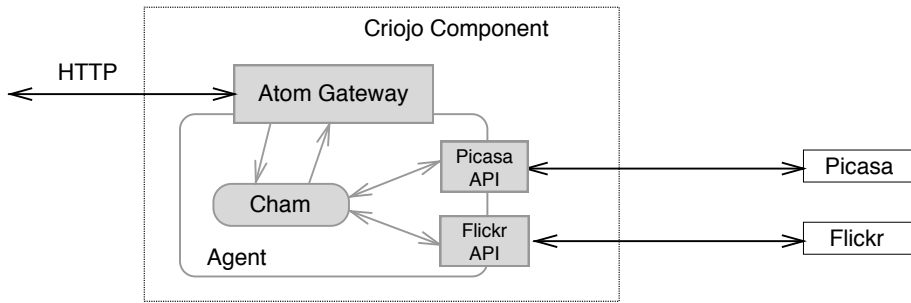 Criojo Component
HTTP
Atom Gateway
Picasa
API
Picasa
Cham
Flickr
API
Flickr
Agent